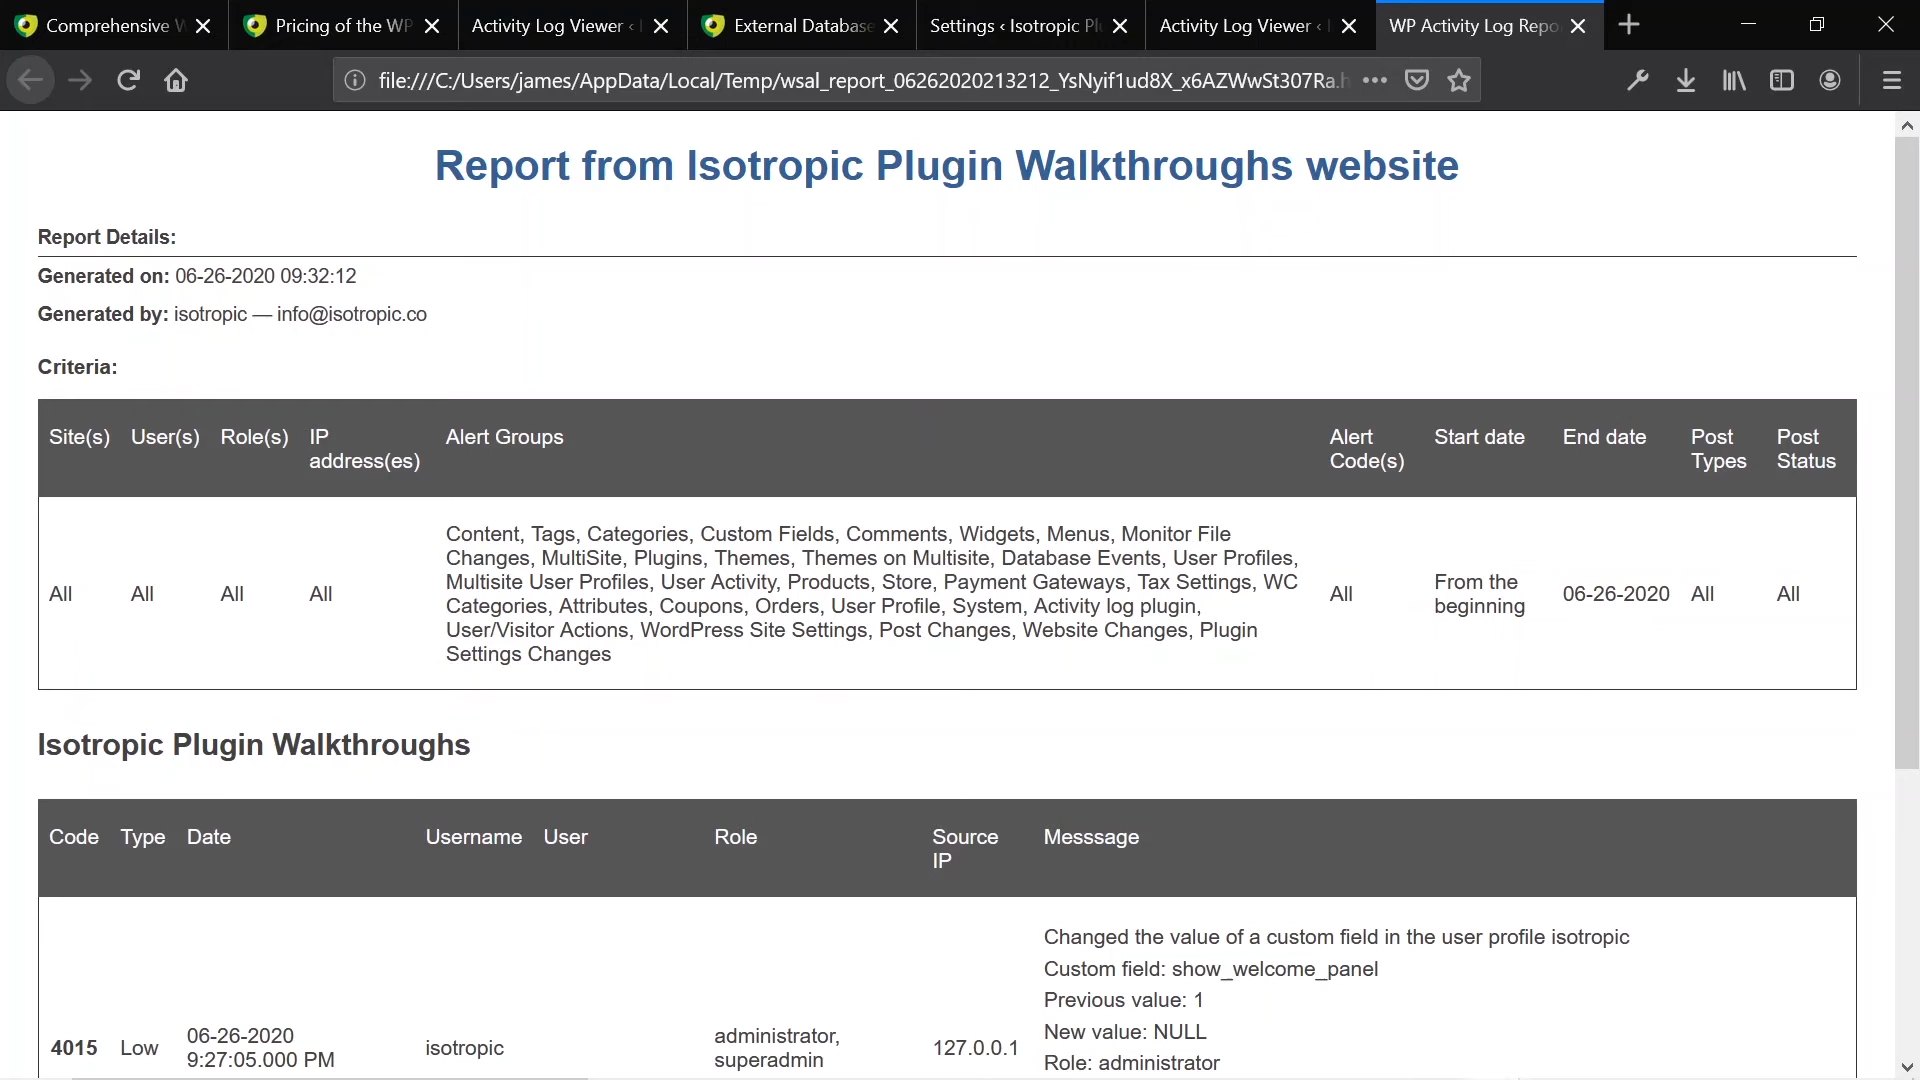 Comprehensive W
Pricing of the WP
Activity Log Viewer ‹
External Database
Settings ‹ Isotropic Pl
Activity Log Viewer ‹
WP Activity Log Repo
file:///C:/Users/james/AppData/Local/Temp/wsal_report_06262020213212_YsNyif1ud8X_x6AZWwSt307Ra.h
Report from Isotropic Plugin Walkthroughs website
Report Details:
Generated on: 06-26-2020 09:32:12
Generated by: isotropic — info@isotropic.co
Criteria:
Site(s) User(s) Role(s) IP address(es) Alert Groups Alert Code(s) Start date End date Post Types Post Status
All All All All
Content, Tags, Categories, Custom Fields, Comments, Widgets, Menus, Monitor File
Changes, MultiSite, Plugins, Themes, Themes on Multisite, Database Events, User Profiles,
Multisite User Profiles, User Activity, Products, Store, Payment Gateways, Tax Settings, WC
Categories, Attributes, Coupons, Orders, User Profile, System, Activity log plugin,
User/Visitor Actions, WordPress Site Settings, Post Changes, Website Changes, Plugin
Settings Changes
All From the beginning 06-26-2020 All All
Isotropic Plugin Walkthroughs
Code Type Date Username User Role Source IP Messsage
4015 Low 06-26-2020 9:27:05.000 PM isotropic administrator, superadmin 127.0.0.1
Changed the value of a custom field in the user profile isotropic
Custom field: show_welcome_panel
Previous value: 1
New value: NULL
Role: administrator